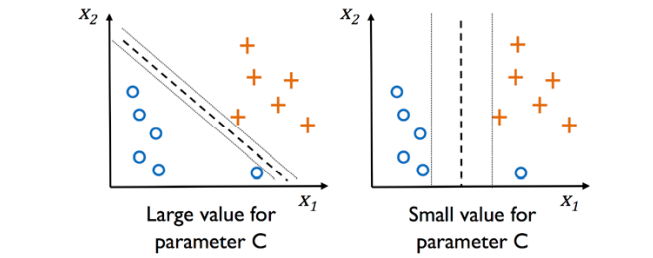 x₂
x₁
Large value for
parameter C
x₂
x₁
Small value for
parameter C